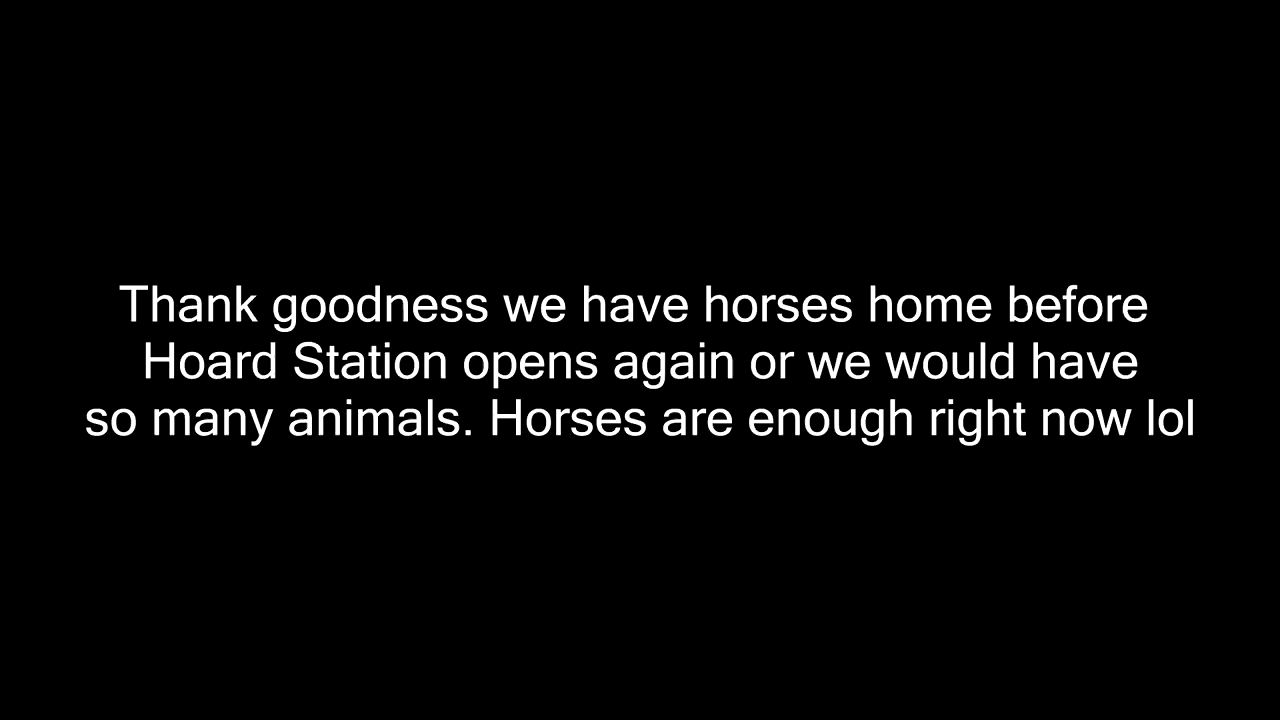 Thank goodness we have horses home before
Hoard Station opens again or we would have
so many animals. Horses are enough right now lol